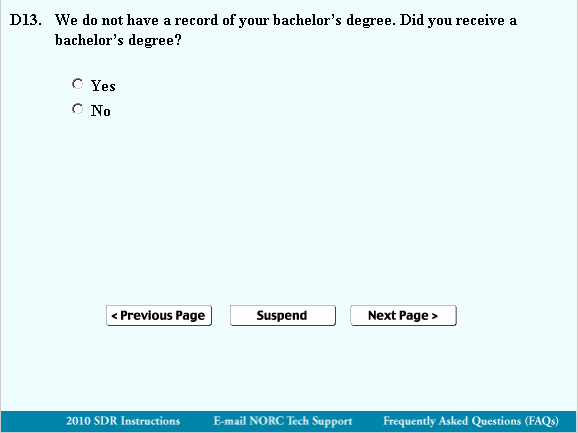 D13. We do not have a record of your bachelor's degree. Did you receive a
bachelor's degree?
Yes
No
< Previous Page Suspend Next Page >
2010 SDR Instructions E-mail NORC Tech Support Frequently Asked Questions (FAQs)